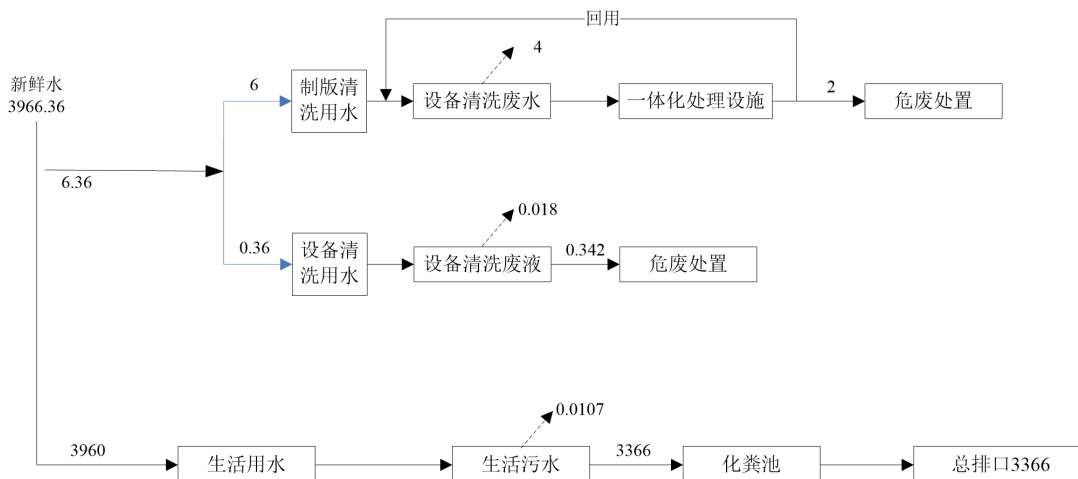 回用
4
新鲜水
3966.36
6
制版清
洗用水
设备清洗废水
一体化处理设施
2
危废处置
6.36
0.018
0.36
设备清
洗用水
设备清洗废液
0.342
危废处置
0.0107
3960
生活用水
生活污水
3366
化粪池
总排口3366